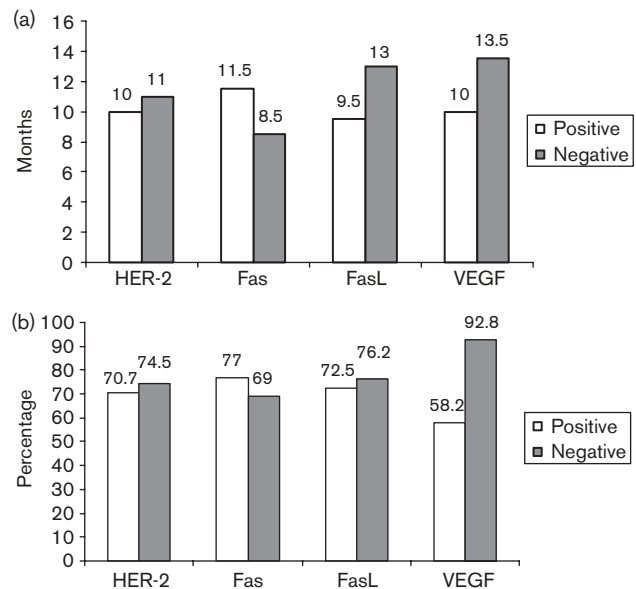 (a)
16
14
12
10
8
6
4
2
0
Months
10 11 11.5 8.5 9.5 13 10 13.5
HER-2 Fas FasL VEGF
Positive
Negative
(b)
100
90
80
70
60
50
40
30
20
10
0
Percentage
70.7 74.5 77 69 72.5 76.2 58.2 92.8
HER-2 Fas FasL VEGF
Positive
Negative